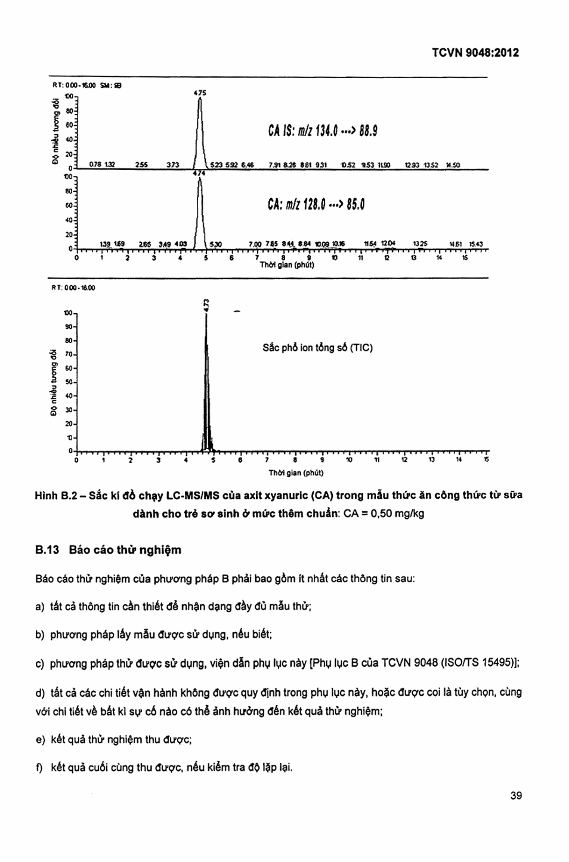 TCVN 9048:2012
RT: 0.00-16.00 SM: 5B
4.75
CA IS: m/z 134.0 ---> 88.9
0.78 1.32 2.55 3.73 5.23 5.92 6.46 7.91 8.26 8.61 9.31 10.52 11.53 11.90 12.93 13.52 14.50
100
80
60
40
20
0
Độ nhiều tương đối
4.74
CA: m/z 128.0 ---> 85.0
1.39 1.69 2.65 3.49 4.03 5.30 7.00 7.65 8.44 8.84 10.09 10.16 11.54 12.04 13.25 14.61 15.43
100
80
60
40
20
0
0 1 2 3 4 5 6 7 8 9 10 11 12 13 14 15
Thời gian (phút)
RT: 0.00-16.00
4.73
Sắc phổ ion tổng số (TIC)
100
90
80
70
60
50
40
30
20
10
0
Độ nhiều tương đối
0 1 2 3 4 5 6 7 8 9 10 11 12 13 14 15
Thời gian (phút)
Hình B.2 – Sắc kí đồ chạy LC-MS/MS của axit xyanuric (CA) trong mẫu thức ăn công thức từ sữa
dành cho trẻ sơ sinh ở mức thêm chuẩn: CA = 0,50 mg/kg
B.13 Báo cáo thử nghiệm
Báo cáo thử nghiệm của phương pháp B phải bao gồm ít nhất các thông tin sau:
a) tất cả thông tin cần thiết để nhận dạng đầy đủ mẫu thử;
b) phương pháp lấy mẫu được sử dụng, nếu biết;
c) phương pháp thử được sử dụng, viện dẫn phụ lục này [Phụ lục B của TCVN 9048 (ISO/TS 15495)];
d) tất cả các chi tiết vận hành không được quy định trong phụ lục này, hoặc được coi là tùy chọn, cùng
với chi tiết về bất kì sự cố nào có thể ảnh hưởng đến kết quả thử nghiệm;
e) kết quả thử nghiệm thu được;
f) kết quả cuối cùng thu được, nếu kiểm tra độ lặp lại.
39